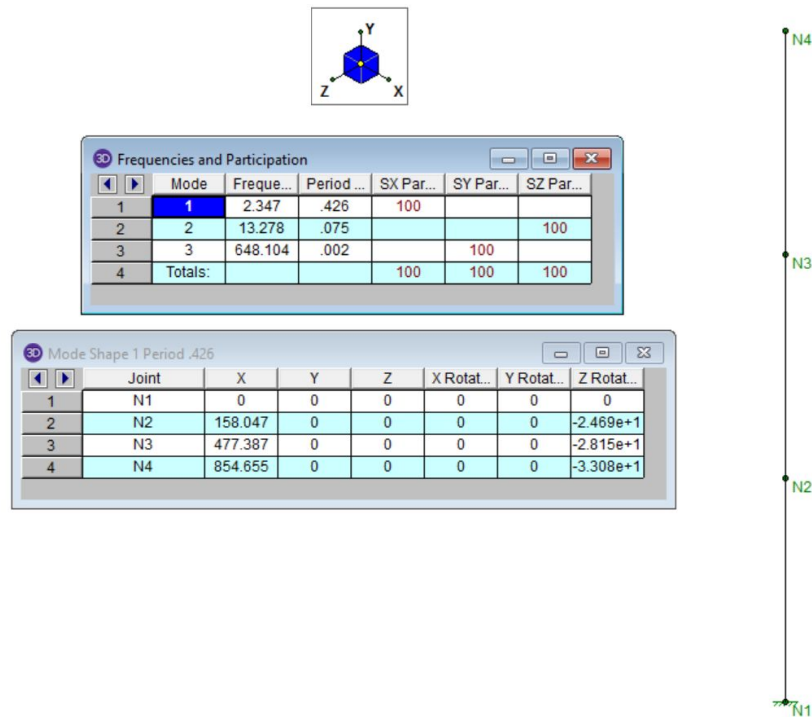 Y
Z X
N4
3D Frequencies and Participation
Mode Freque... Period ... SX Par... SY Par... SZ Par...
1 1 2.347 .426 100
2 2 13.278 .075 100
3 3 648.104 .002 100
4 Totals: 100 100 100
N3
3D Mode Shape 1 Period .426
Joint X Y Z X Rotat... Y Rotat... Z Rotat...
1 N1 0 0 0 0 0 0
2 N2 158.047 0 0 0 0 -2.469e+1
3 N3 477.387 0 0 0 0 -2.815e+1
4 N4 854.655 0 0 0 0 -3.308e+1
N2
N1